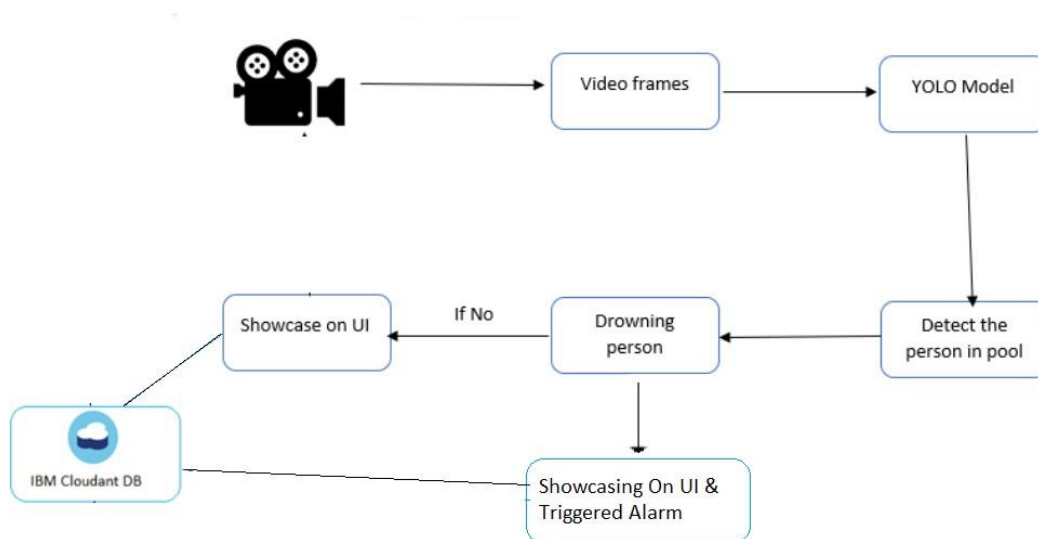 Video frames
YOLO Model
Showcase on UI
If No
Drowning
person
Detect the
person in pool
IBM Cloudant DB
Showcasing On UI &
Triggered Alarm